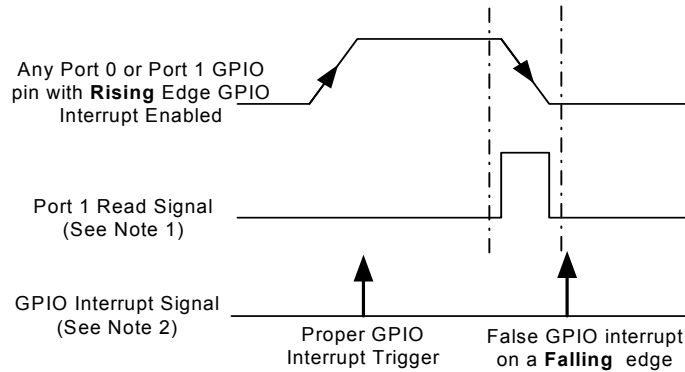 Any Port 0 or Port 1 GPIO
pin with Rising Edge GPIO
Interrupt Enabled
Port 1 Read Signal
(See Note 1)
GPIO Interrupt Signal
(See Note 2)
Proper GPIO
Interrupt Trigger
False GPIO interrupt
on a Falling edge